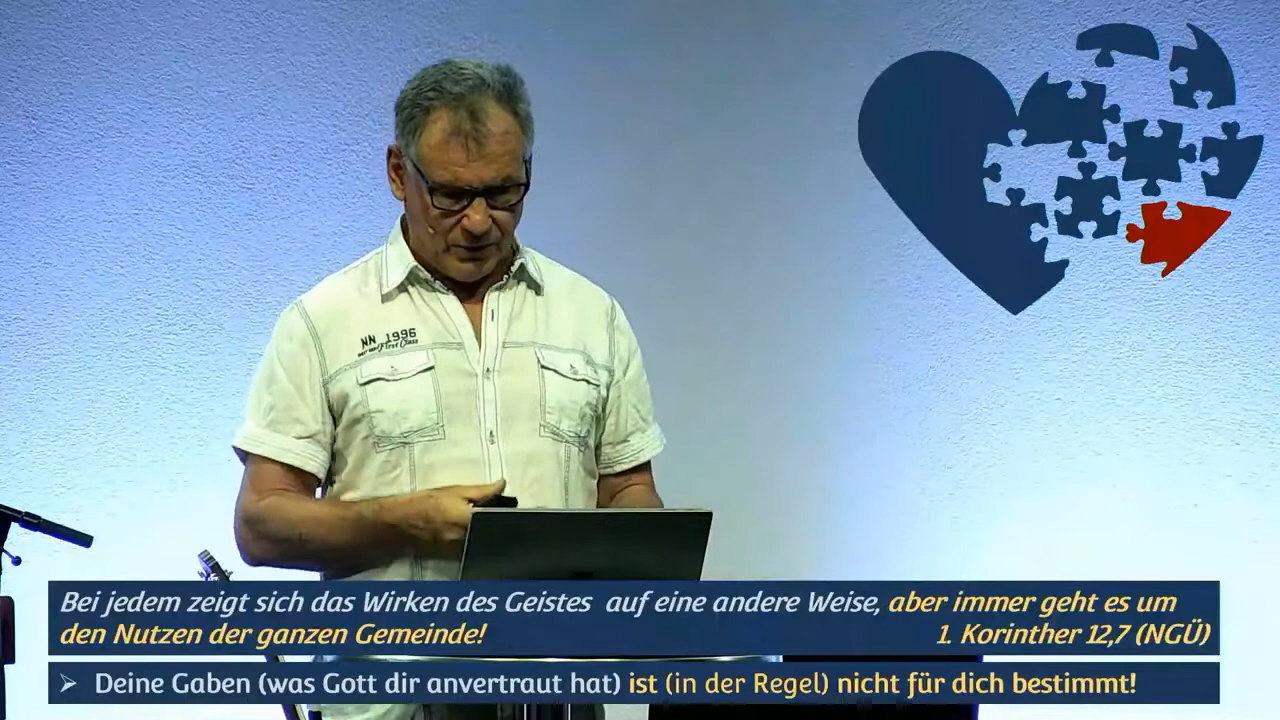 NN 1996
First Class
Bei jedem zeigt sich das Wirken des Geistes auf eine andere Weise, aber immer geht es um
den Nutzen der ganzen Gemeinde! 1. Korinther 12,7 (NGÜ)
➢ Deine Gaben (was Gott dir anvertraut hat) ist (in der Regel) nicht für dich bestimmt!